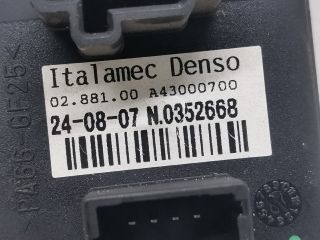 Italamec Denso
02.881.00 A43000700
24-08-07 N.0352668
>PA66-GF25<